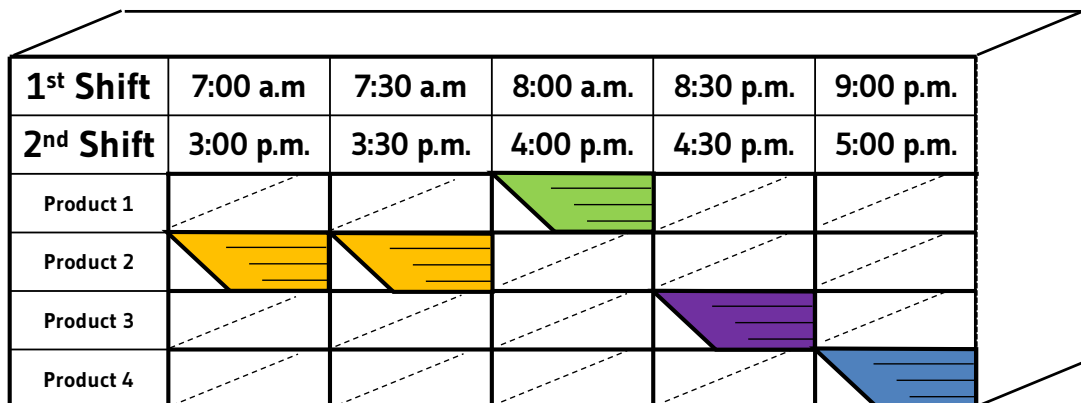 1st Shift 7:00 a.m 7:30 a.m 8:00 a.m. 8:30 p.m. 9:00 p.m.
2nd Shift 3:00 p.m. 3:30 p.m. 4:00 p.m. 4:30 p.m. 5:00 p.m.
Product 1
Product 2
Product 3
Product 4